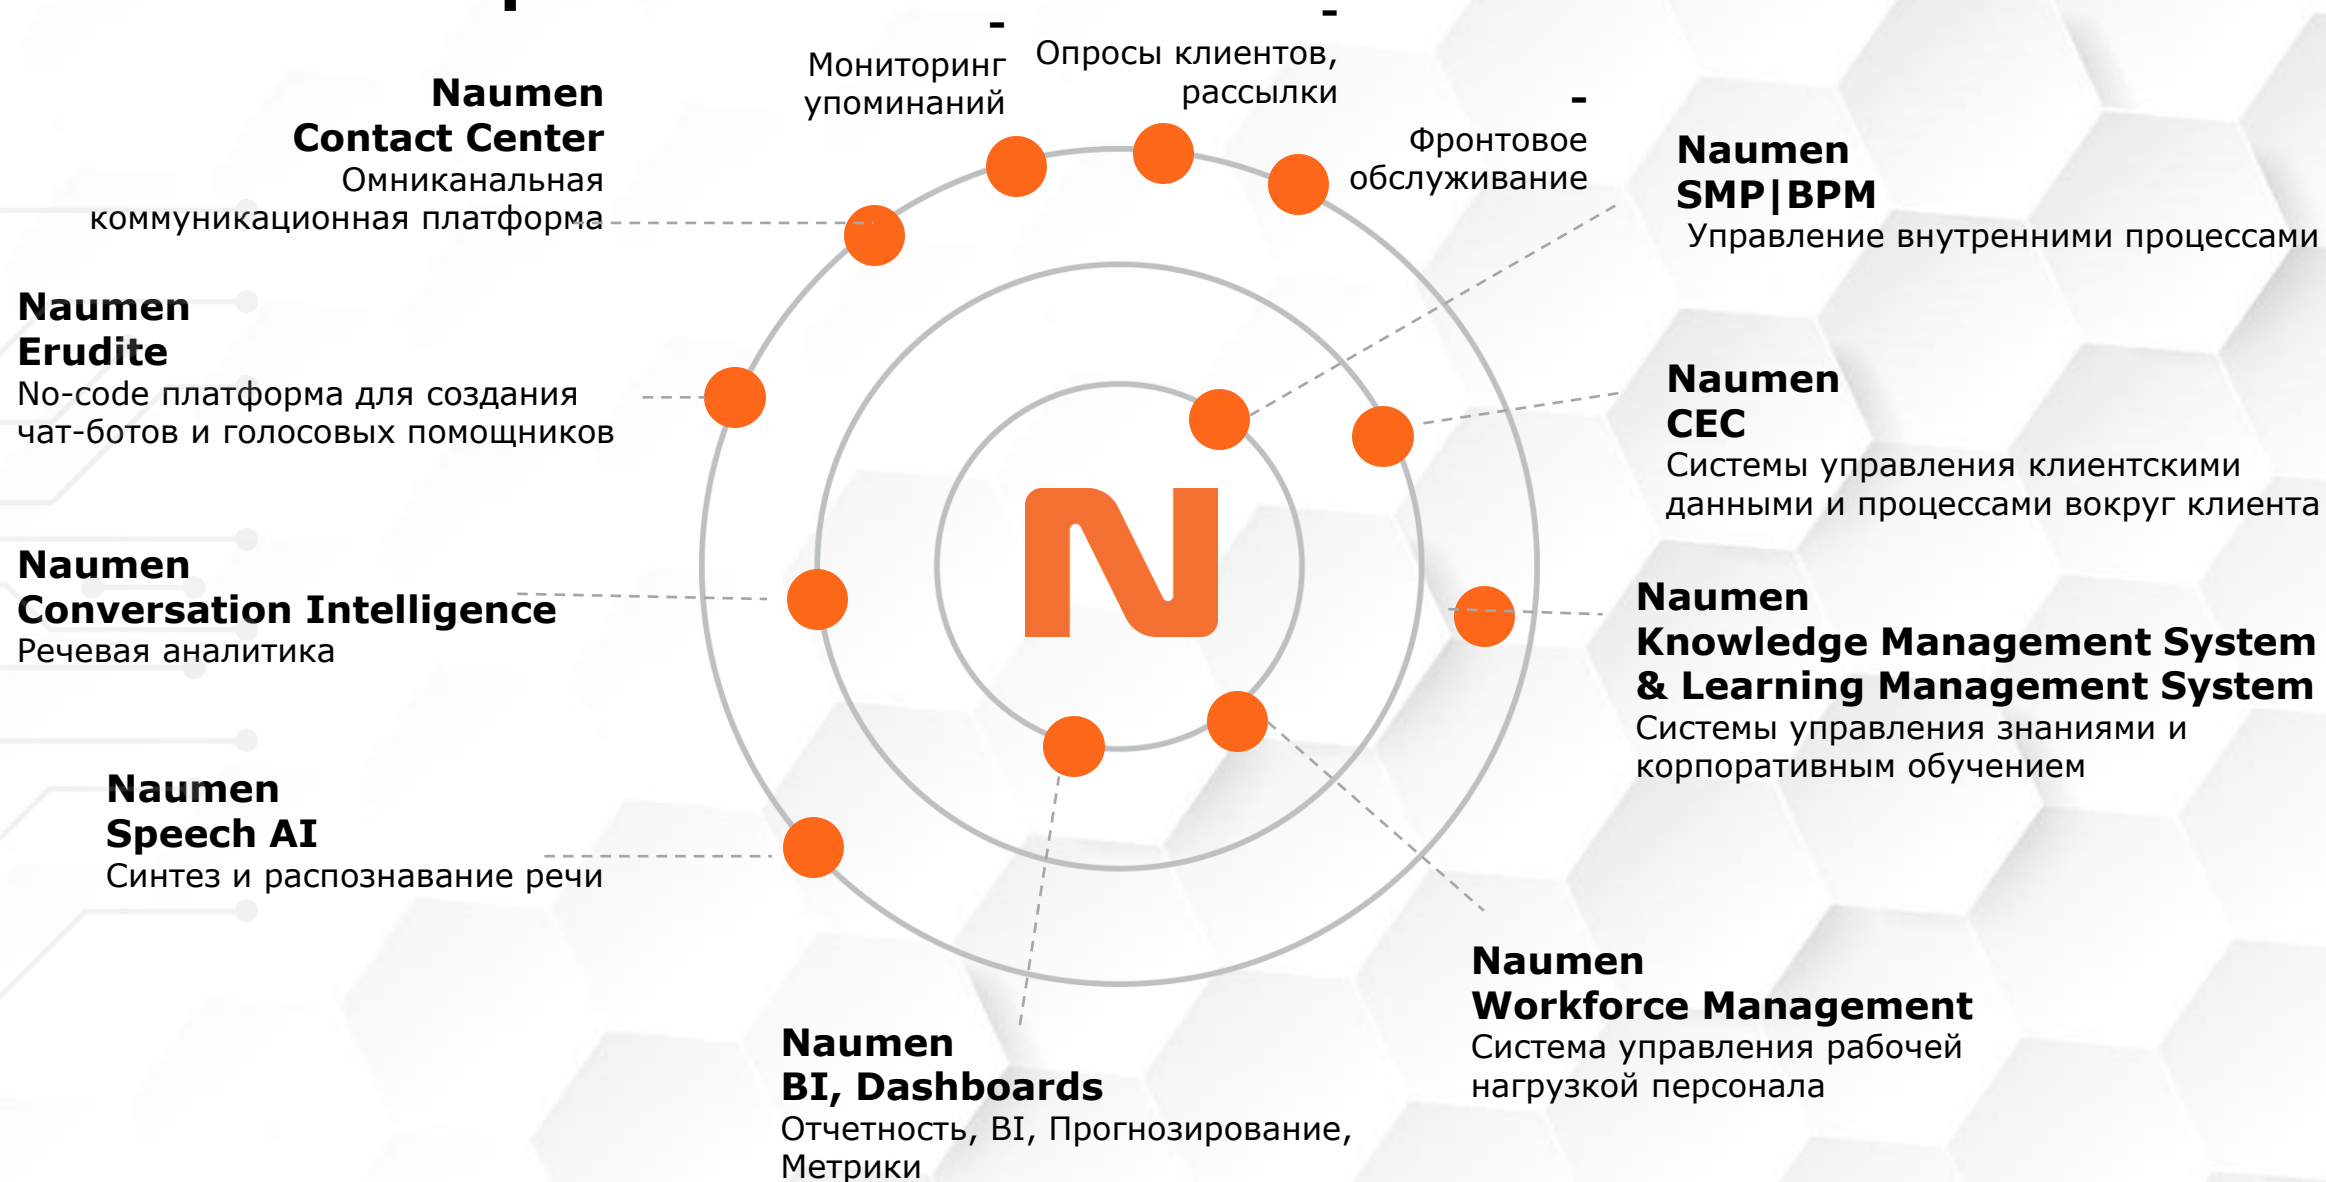 -
Мониторинг
упоминаний
-
Опросы клиентов,
рассылки
-
Фронтовое
обслуживание
Naumen
Contact Center
Омниканальная
коммуникационная платформа
Naumen
SMP|BPM
Управление внутренними процессами
Naumen
Erudite
No-code платформа для создания
чат-ботов и голосовых помощников
Naumen
CEC
Системы управления клиентскими
данными и процессами вокруг клиента
Naumen
Conversation Intelligence
Речевая аналитика
N
Naumen
Knowledge Management System
& Learning Management System
Системы управления знаниями и
корпоративным обучением
Naumen
Speech AI
Синтез и распознавание речи
Naumen
Workforce Management
Система управления рабочей
нагрузкой персонала
Naumen
BI, Dashboards
Отчетность, BI, Прогнозирование,
Метрики